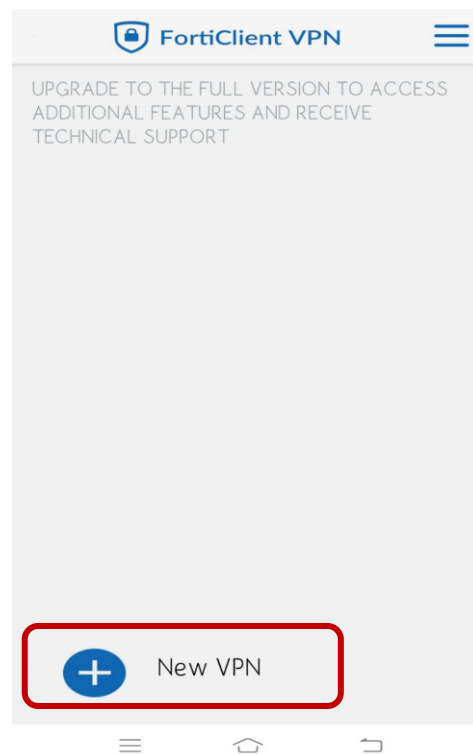 FortiClient VPN
UPGRADE TO THE FULL VERSION TO ACCESS
ADDITIONAL FEATURES AND RECEIVE
TECHNICAL SUPPORT
New VPN